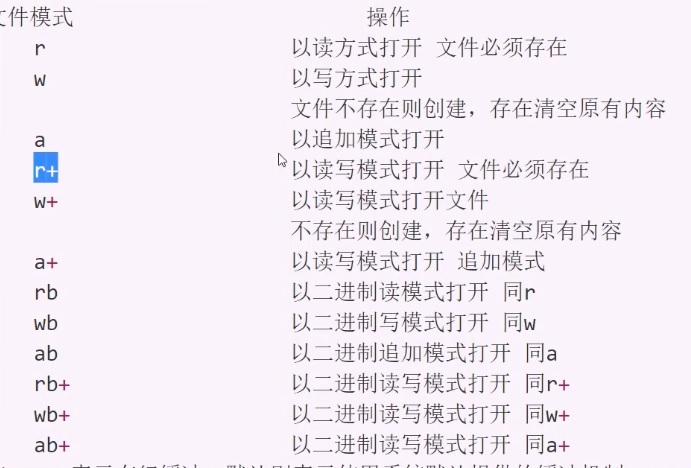 文件模式 操作
r 以读方式打开 文件必须存在
w 以写方式打开
文件不存在则创建，存在清空原有内容
a 以追加模式打开
r+ 以读写模式打开 文件必须存在
w+ 以读写模式打开文件
不存在则创建，存在清空原有内容
a+ 以读写模式打开 追加模式
rb 以二进制读模式打开 同r
wb 以二进制写模式打开 同w
ab 以二进制追加模式打开 同a
rb+ 以二进制读写模式打开 同r+
wb+ 以二进制读写模式打开 同w+
ab+ 以二进制读写模式打开 同a+